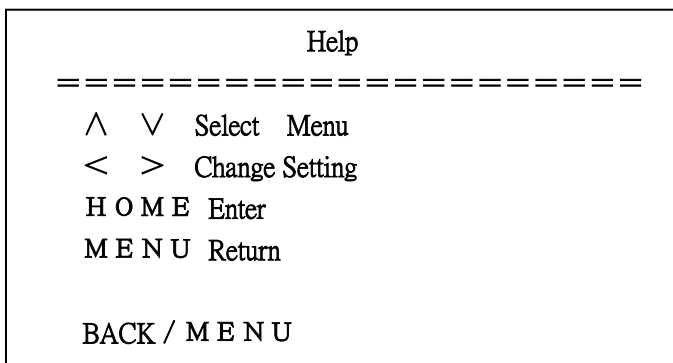 Help
=====================
∧ ∨ Select Menu
< > Change Setting
HOME Enter
MENU Return
BACK / MENU